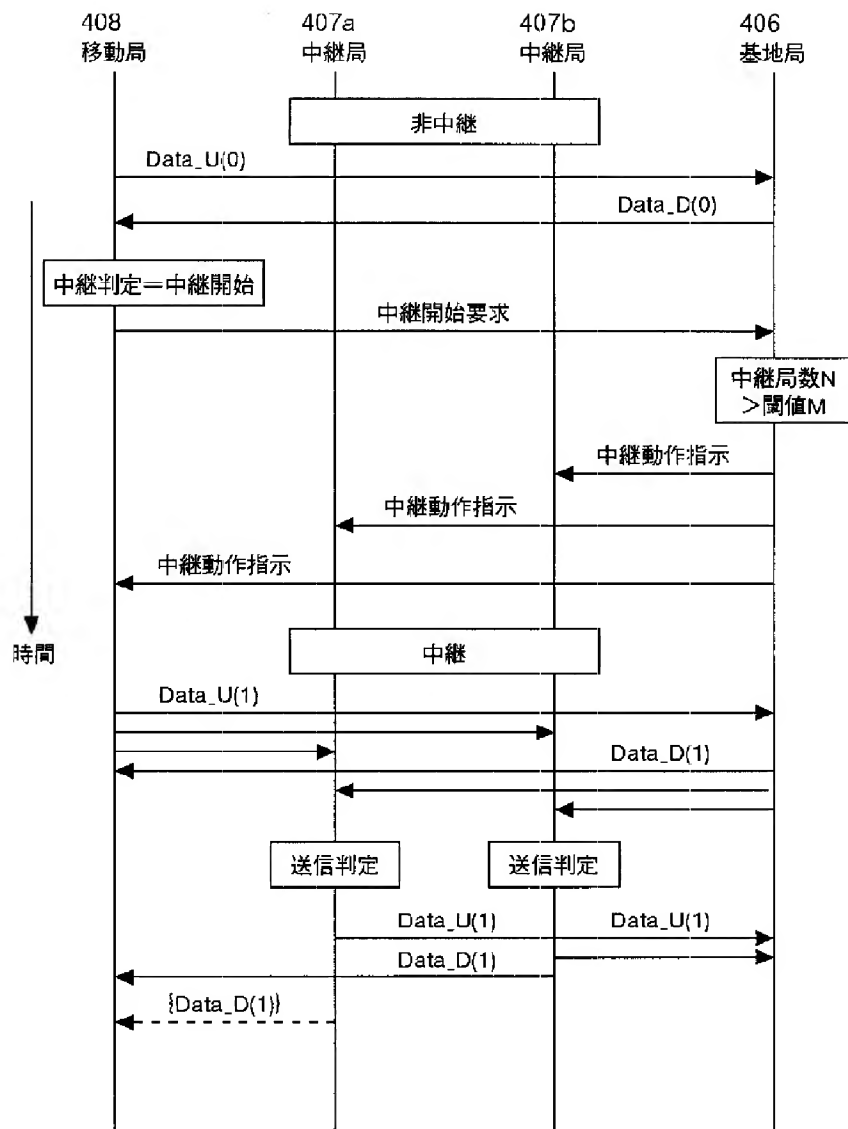 408 407a 407b 406
移動局 中継局 中継局 基地局
非中継
Data_U(0)
Data_D(0)
中継判定＝中継開始
中継開始要求
中継局数N
＞閾値M
中継動作指示
中継動作指示
中継動作指示
時間
中継
Data_U(1)
Data_D(1)
送信判定 送信判定
Data_U(1) Data_U(1)
Data_D(1)
{Data_D(1)}